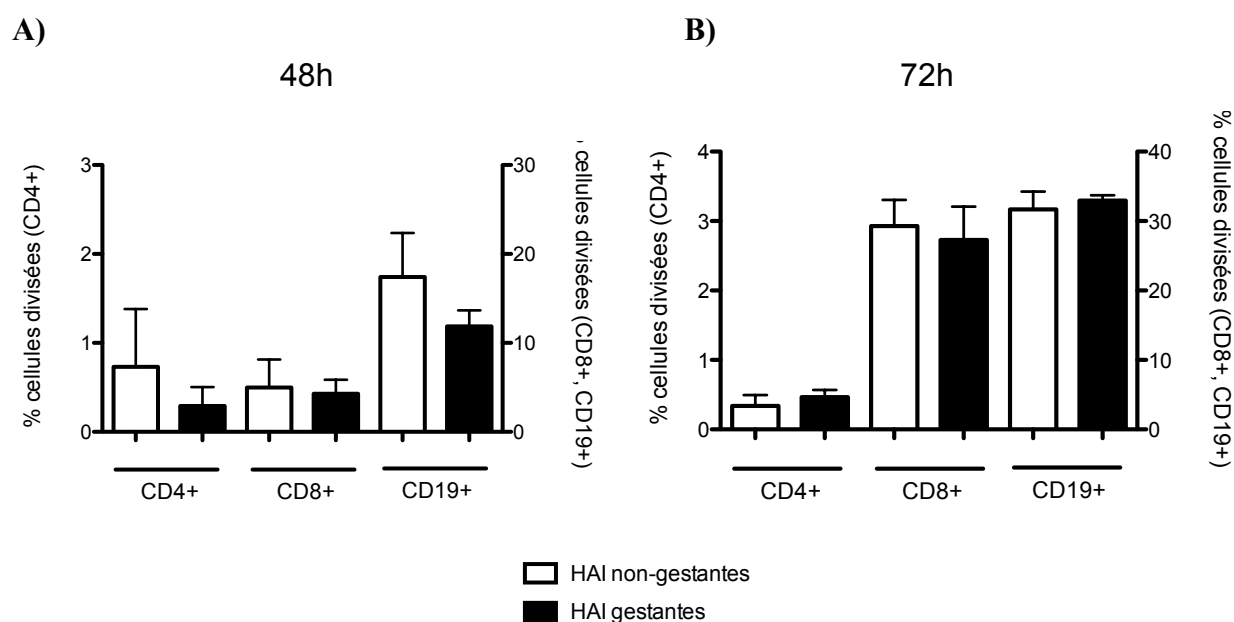 A)
48h
% cellules divisées (CD4+)
3
2
1
0
30
20
10
0
cellules divisées (CD8+, CD19+)
CD4+
CD8+
CD19+
B)
72h
% cellules divisées (CD4+)
4
3
2
1
0
40
30
20
10
0
% cellules divisées (CD8+, CD19+)
CD4+
CD8+
CD19+
HAI non-gestantes
HAI gestantes